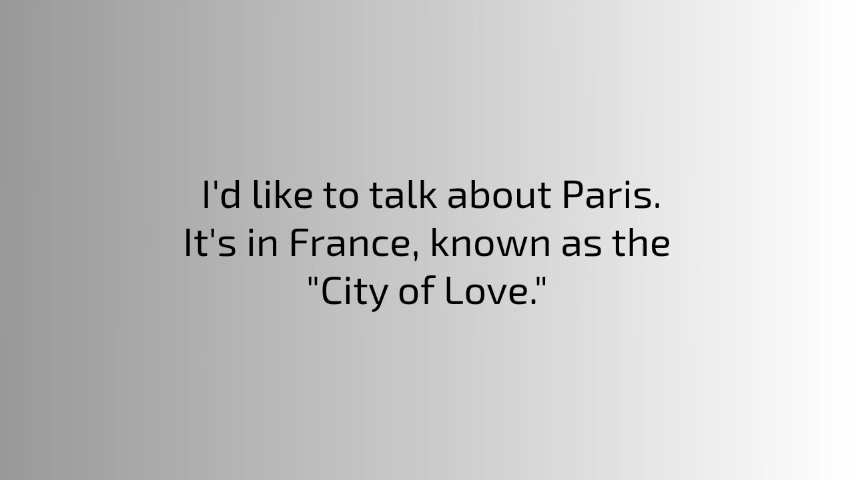 I'd like to talk about Paris.
It's in France, known as the
"City of Love."